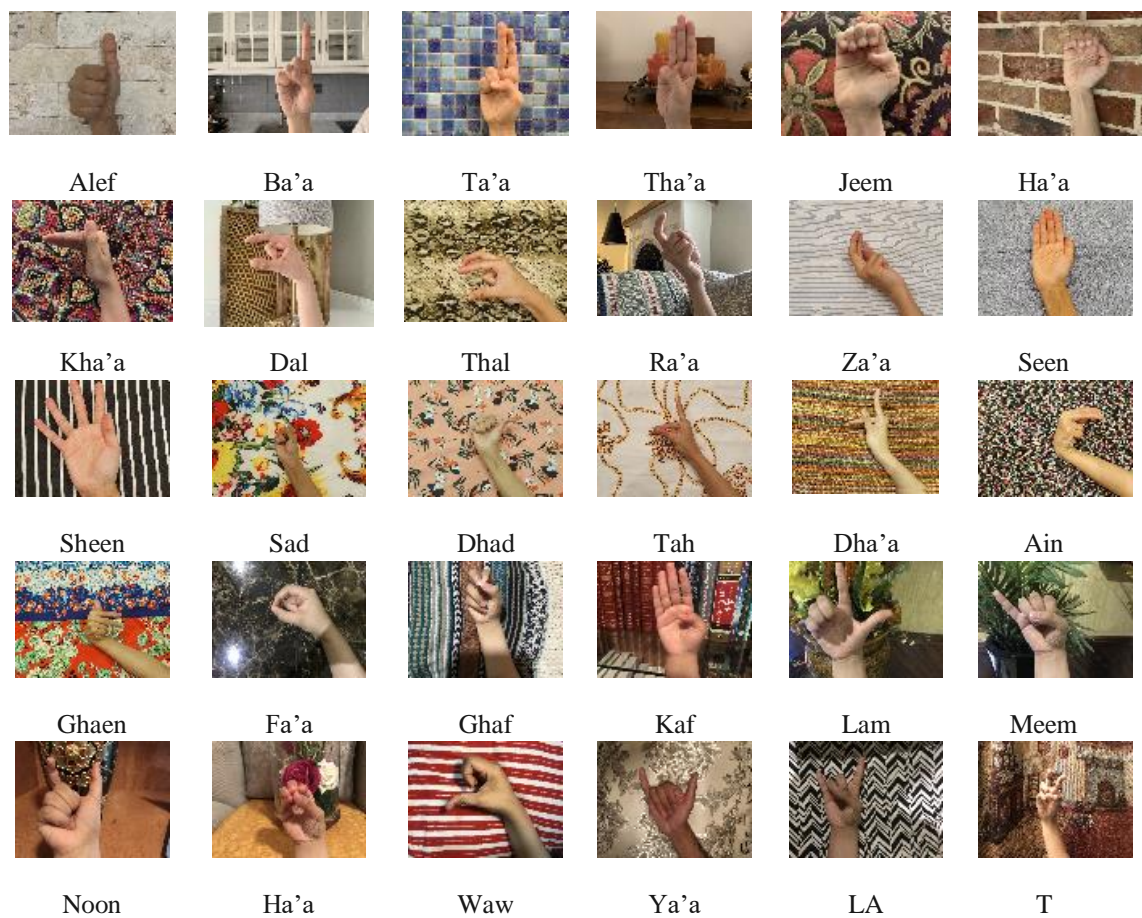 Alef Ba’a Ta’a Tha’a Jeem Ha’a
Kha’a Dal Thal Ra’a Za’a Seen
Sheen Sad Dhad Tah Dha’a Ain
Ghaen Fa’a Ghaf Kaf Lam Meem
Noon Ha’a Waw Ya’a LA T